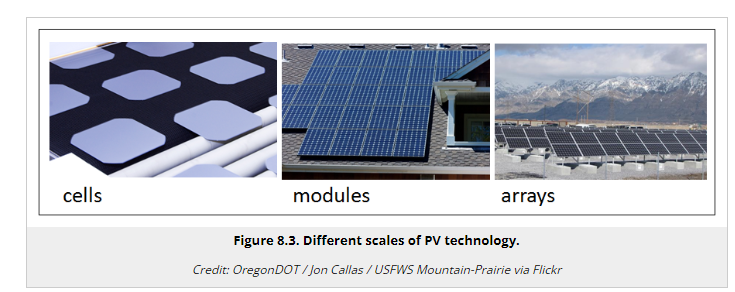 cells modules arrays
Figure 8.3. Different scales of PV technology.
Credit: OregonDOT / Jon Callas / USFWS Mountain-Prairie via Flickr